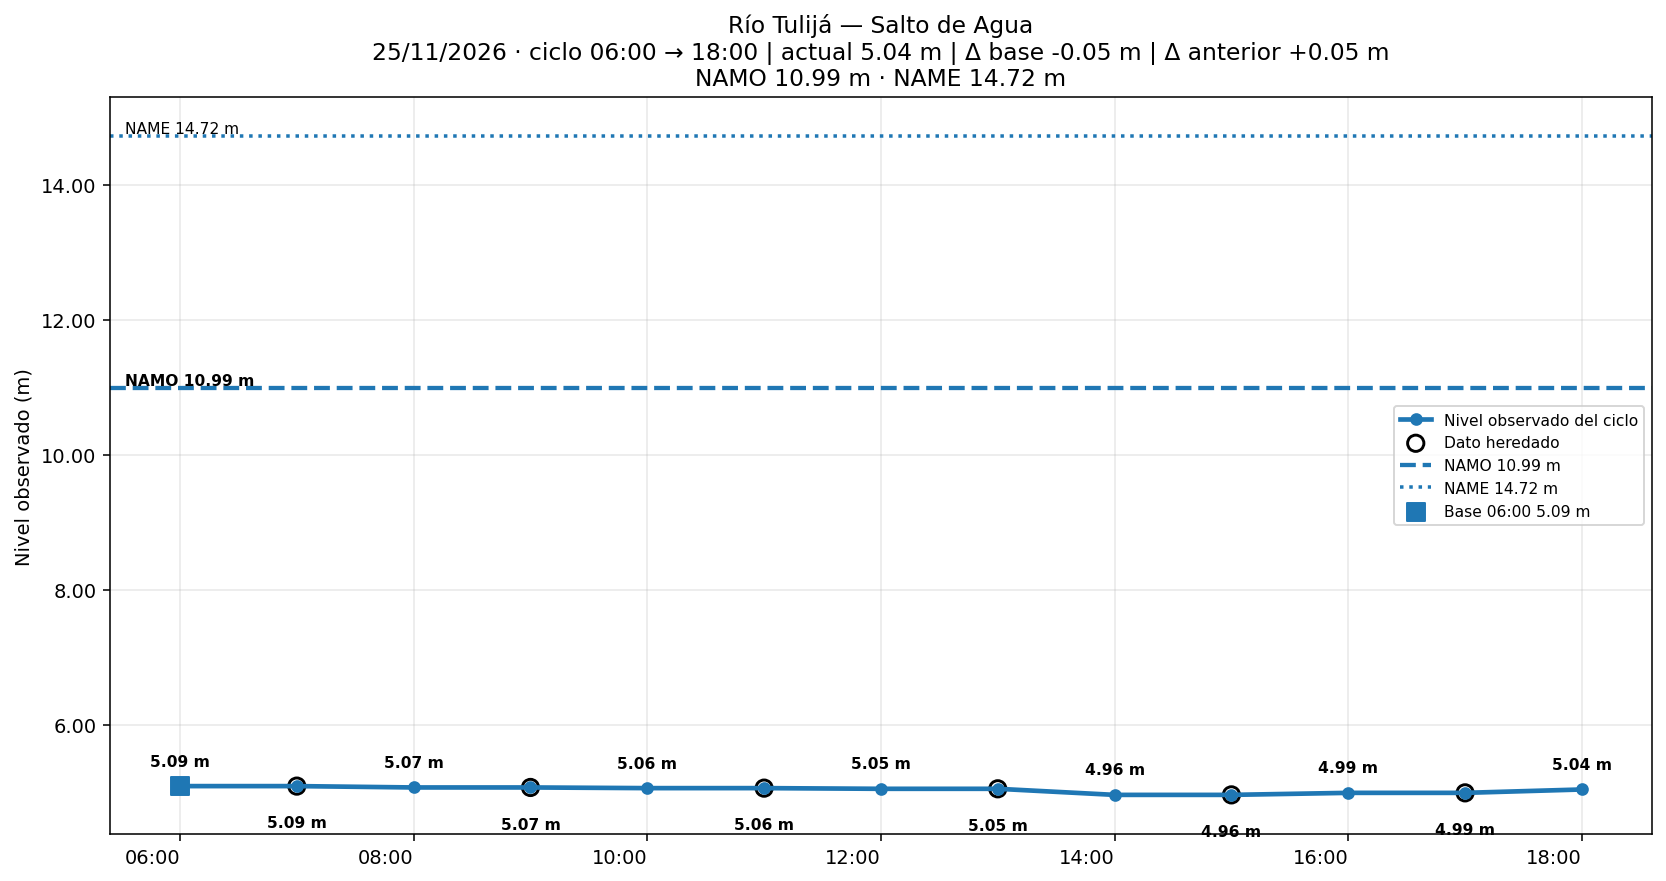 Río Tulijá — Salto de Agua
25/11/2026 · ciclo 06:00 → 18:00 | actual 5.04 m | Δ base -0.05 m | Δ anterior +0.05 m
NAMO 10.99 m · NAME 14.72 m
NAME 14.72 m
14.00
12.00
NAMO 10.99 m
10.00
8.00
6.00
Nivel observado (m)
Nivel observado del ciclo
Dato heredado
NAMO 10.99 m
NAME 14.72 m
Base 06:00 5.09 m
5.09 m
5.07 m
5.06 m
5.05 m
4.96 m
4.99 m
5.04 m
5.09 m
5.07 m
5.06 m
5.05 m
4.96 m
4.99 m
06:00
08:00
10:00
12:00
14:00
16:00
18:00